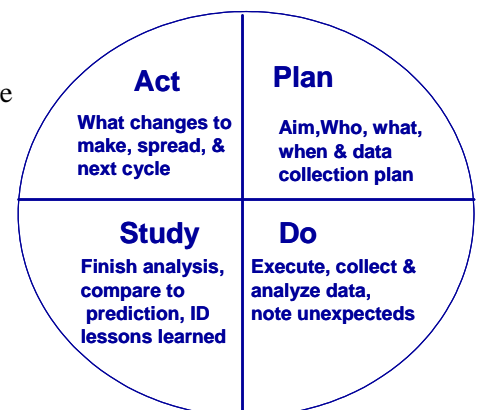 e
Act
What changes to
make, spread, &
next cycle
Plan
Aim,Who, what,
when & data
collection plan
Study
Finish analysis,
compare to
prediction, ID
lessons learned
Do
Execute, collect &
analyze data,
note unexpecteds